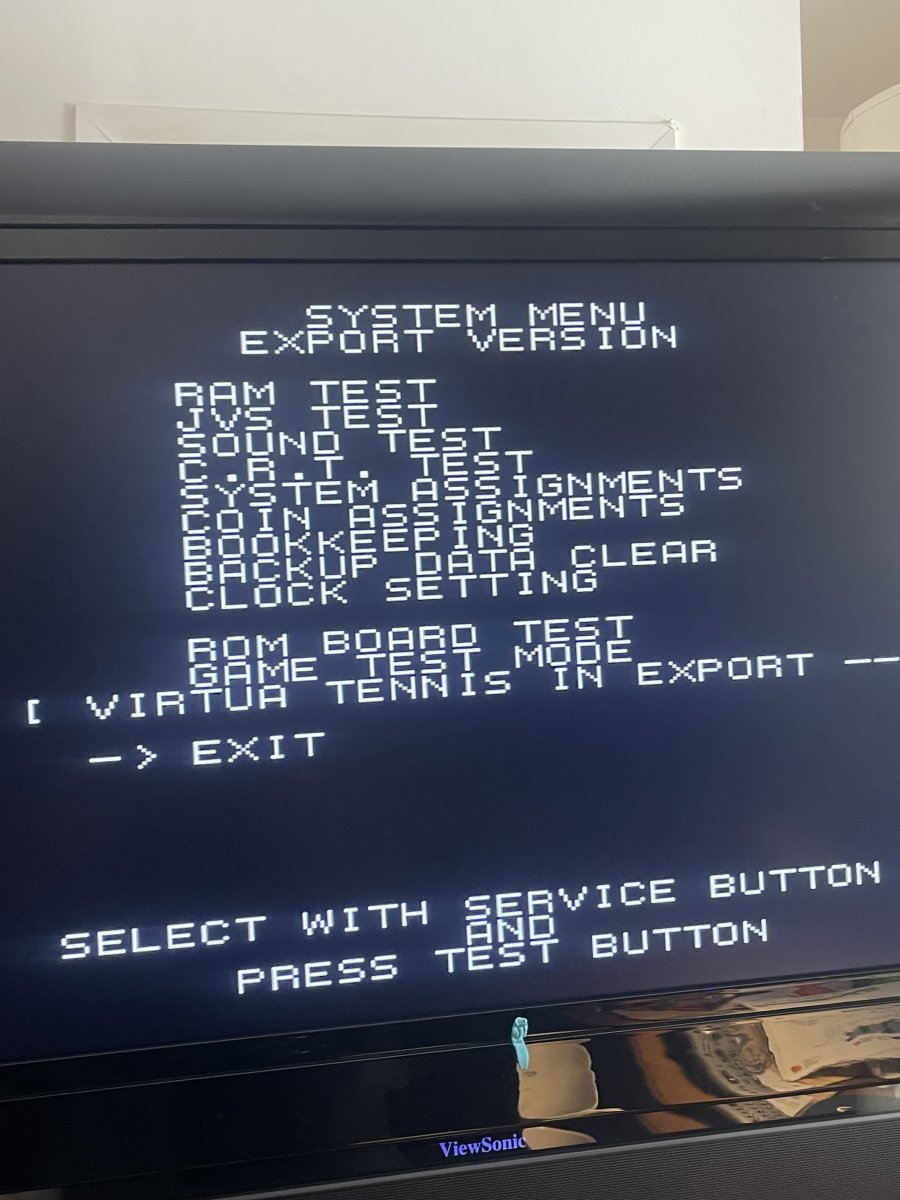 SYSTEM MENU
EXPORT VERSION
RAM TEST
JVS TEST
SOUND TEST
C.R.T. TEST
SYSTEM ASSIGNMENTS
COIN ASSIGNMENTS
BOOKKEEPING
BACKUP DATA CLEAR
CLOCK SETTING
ROM BOARD TEST
GAME TEST MODE
[ VIRTUA TENNIS IN EXPORT --
-> EXIT
SELECT WITH SERVICE BUTTON
AND
PRESS TEST BUTTON
ViewSonic